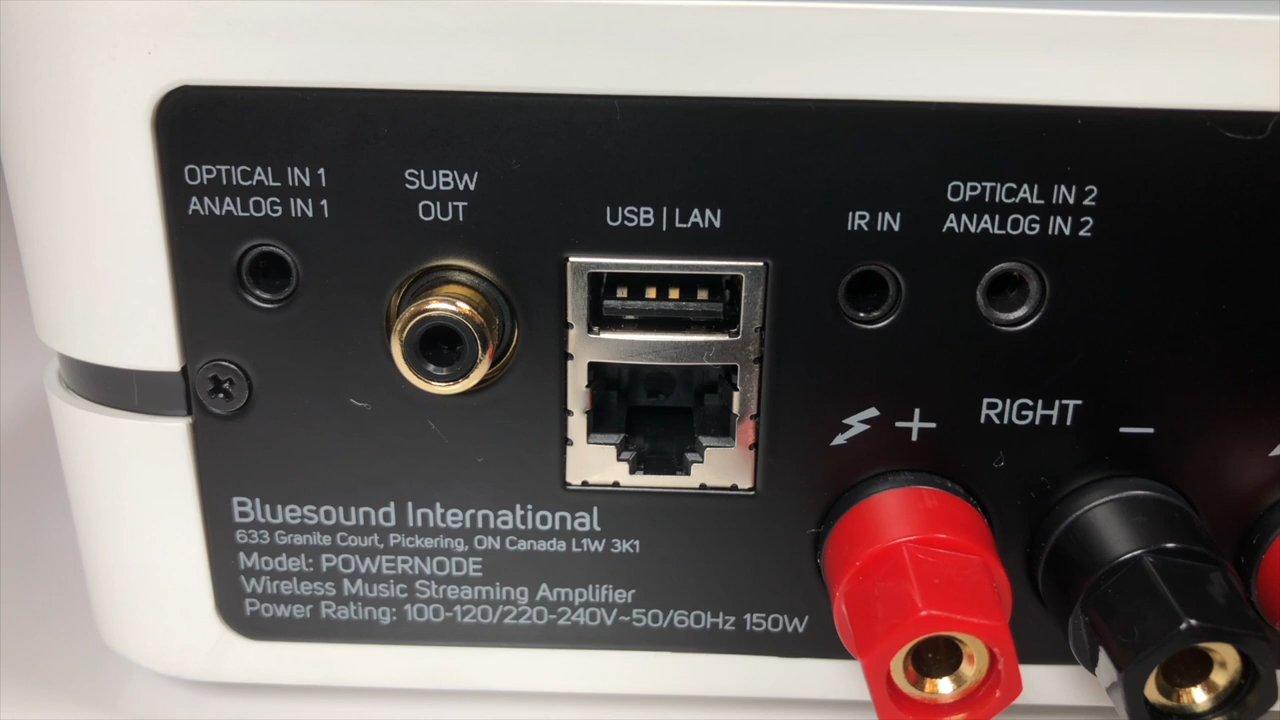 OPTICAL IN 1
ANALOG IN 1
SUBW
OUT
USB | LAN
IR IN
OPTICAL IN 2
ANALOG IN 2
+ RIGHT −
Bluesound International
633 Granite Court, Pickering, ON Canada L1W 3K1
Model: POWERNODE
Wireless Music Streaming Amplifier
Power Rating: 100-120/220-240V~50/60Hz 150W